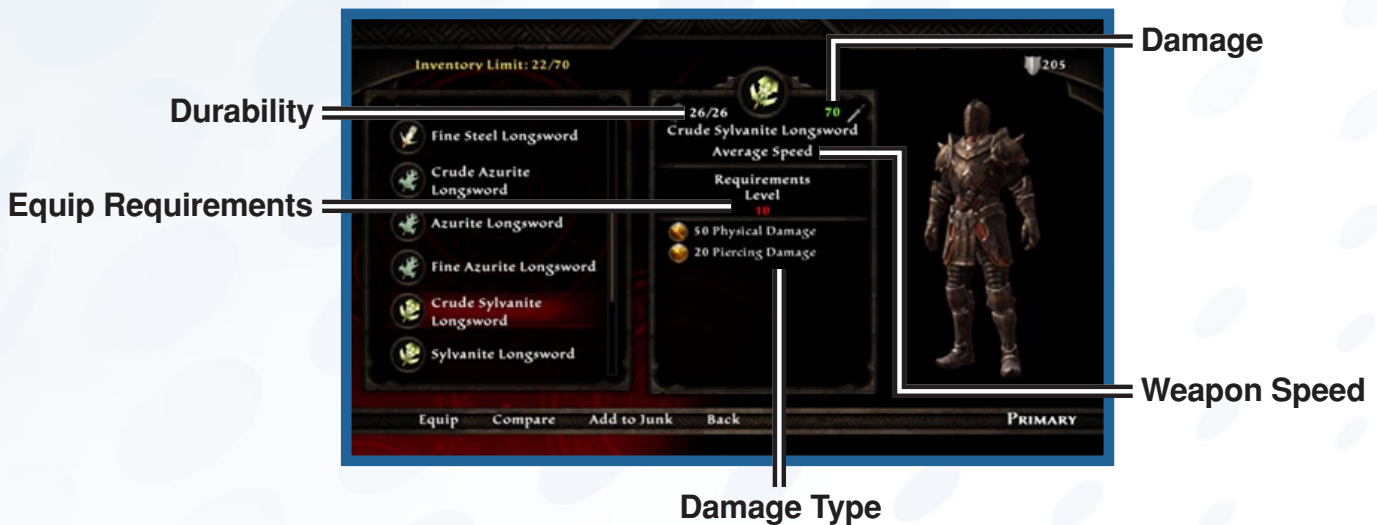 Damage
Inventory Limit: 22/70
205
Durability
26/26
70
Fine Steel Longsword
Crude Sylvanite Longsword
Average Speed
Crude Azurite
Longsword
Requirements
Level
10
Equip Requirements
Azurite Longsword
50 Physical Damage
20 Piercing Damage
Fine Azurite Longsword
Crude Sylvanite
Longsword
Sylvanite Longsword
Weapon Speed
Equip Compare Add to Junk Back
PRIMARY
Damage Type